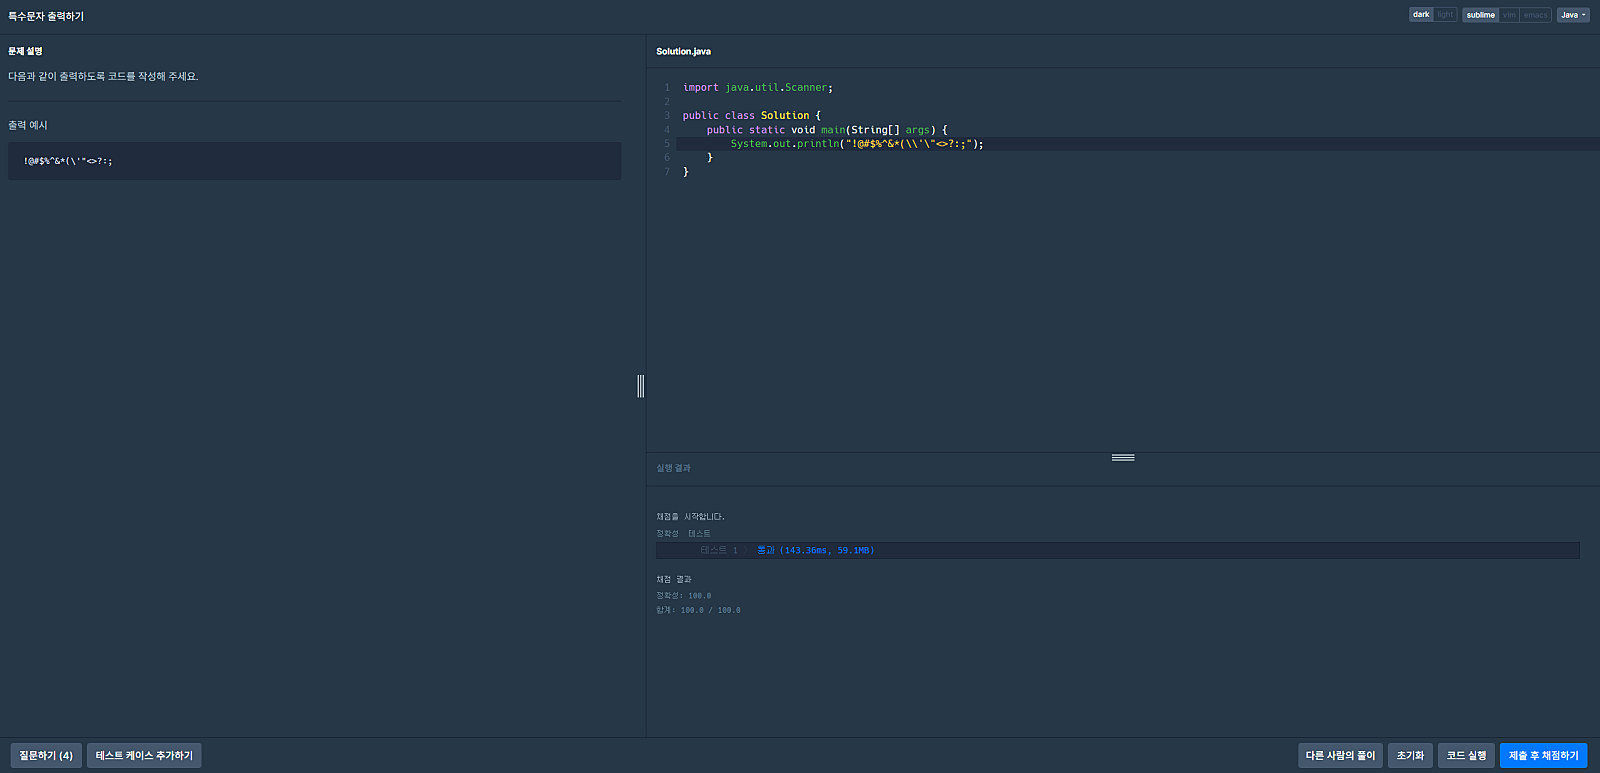 특수문자 출력하기
dark light sublime vim emacs Java
문제 설명
다음과 같이 출력하도록 코드를 작성해 주세요.
출력 예시
!@#$%^&*(\'"<>?:;
Solution.java
1 import java.util.Scanner;
2
3 public class Solution {
4     public static void main(String[] args) {
5         System.out.println("!@#$%^&*(\\'\"<>?:;");
6     }
7 }
실행 결과
채점을 시작합니다.
정확성 테스트
테스트 1 / 통과 (143.36ms, 59.1MB)
채점 결과
정확성: 100.0
합계: 100.0 / 100.0
질문하기 (4) 테스트 케이스 추가하기 다른 사람의 풀이 초기화 코드 실행 제출 후 채점하기